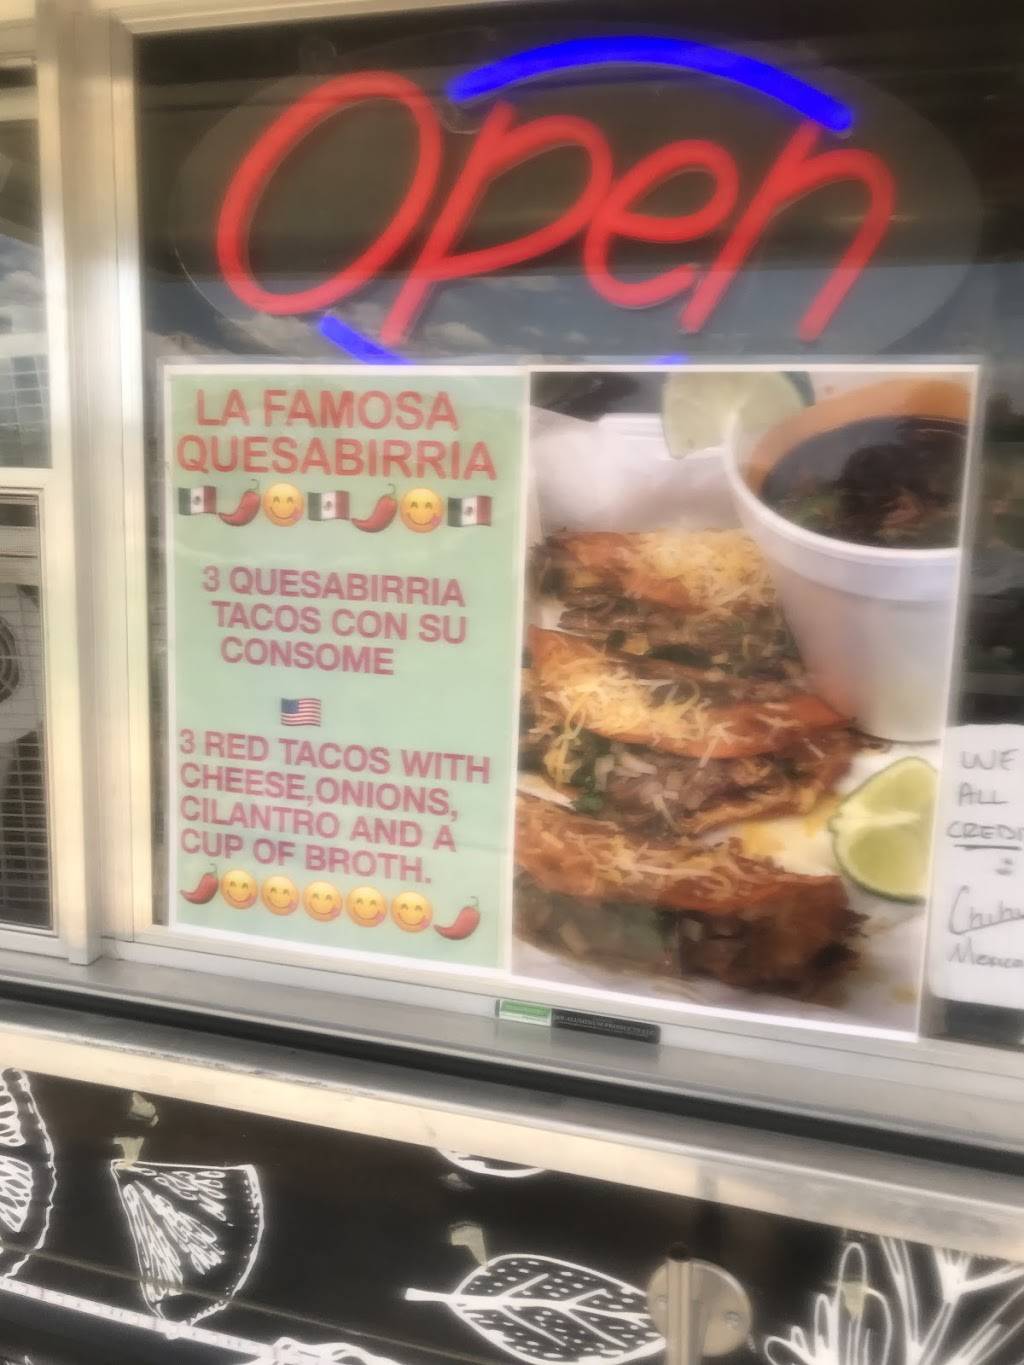 Open
LA FAMOSA
QUESABIRRIA
3 QUESABIRRIA
TACOS CON SU
CONSOME
3 RED TACOS WITH
CHEESE,ONIONS,
CILANTRO AND A
CUP OF BROTH.
WE
ALL